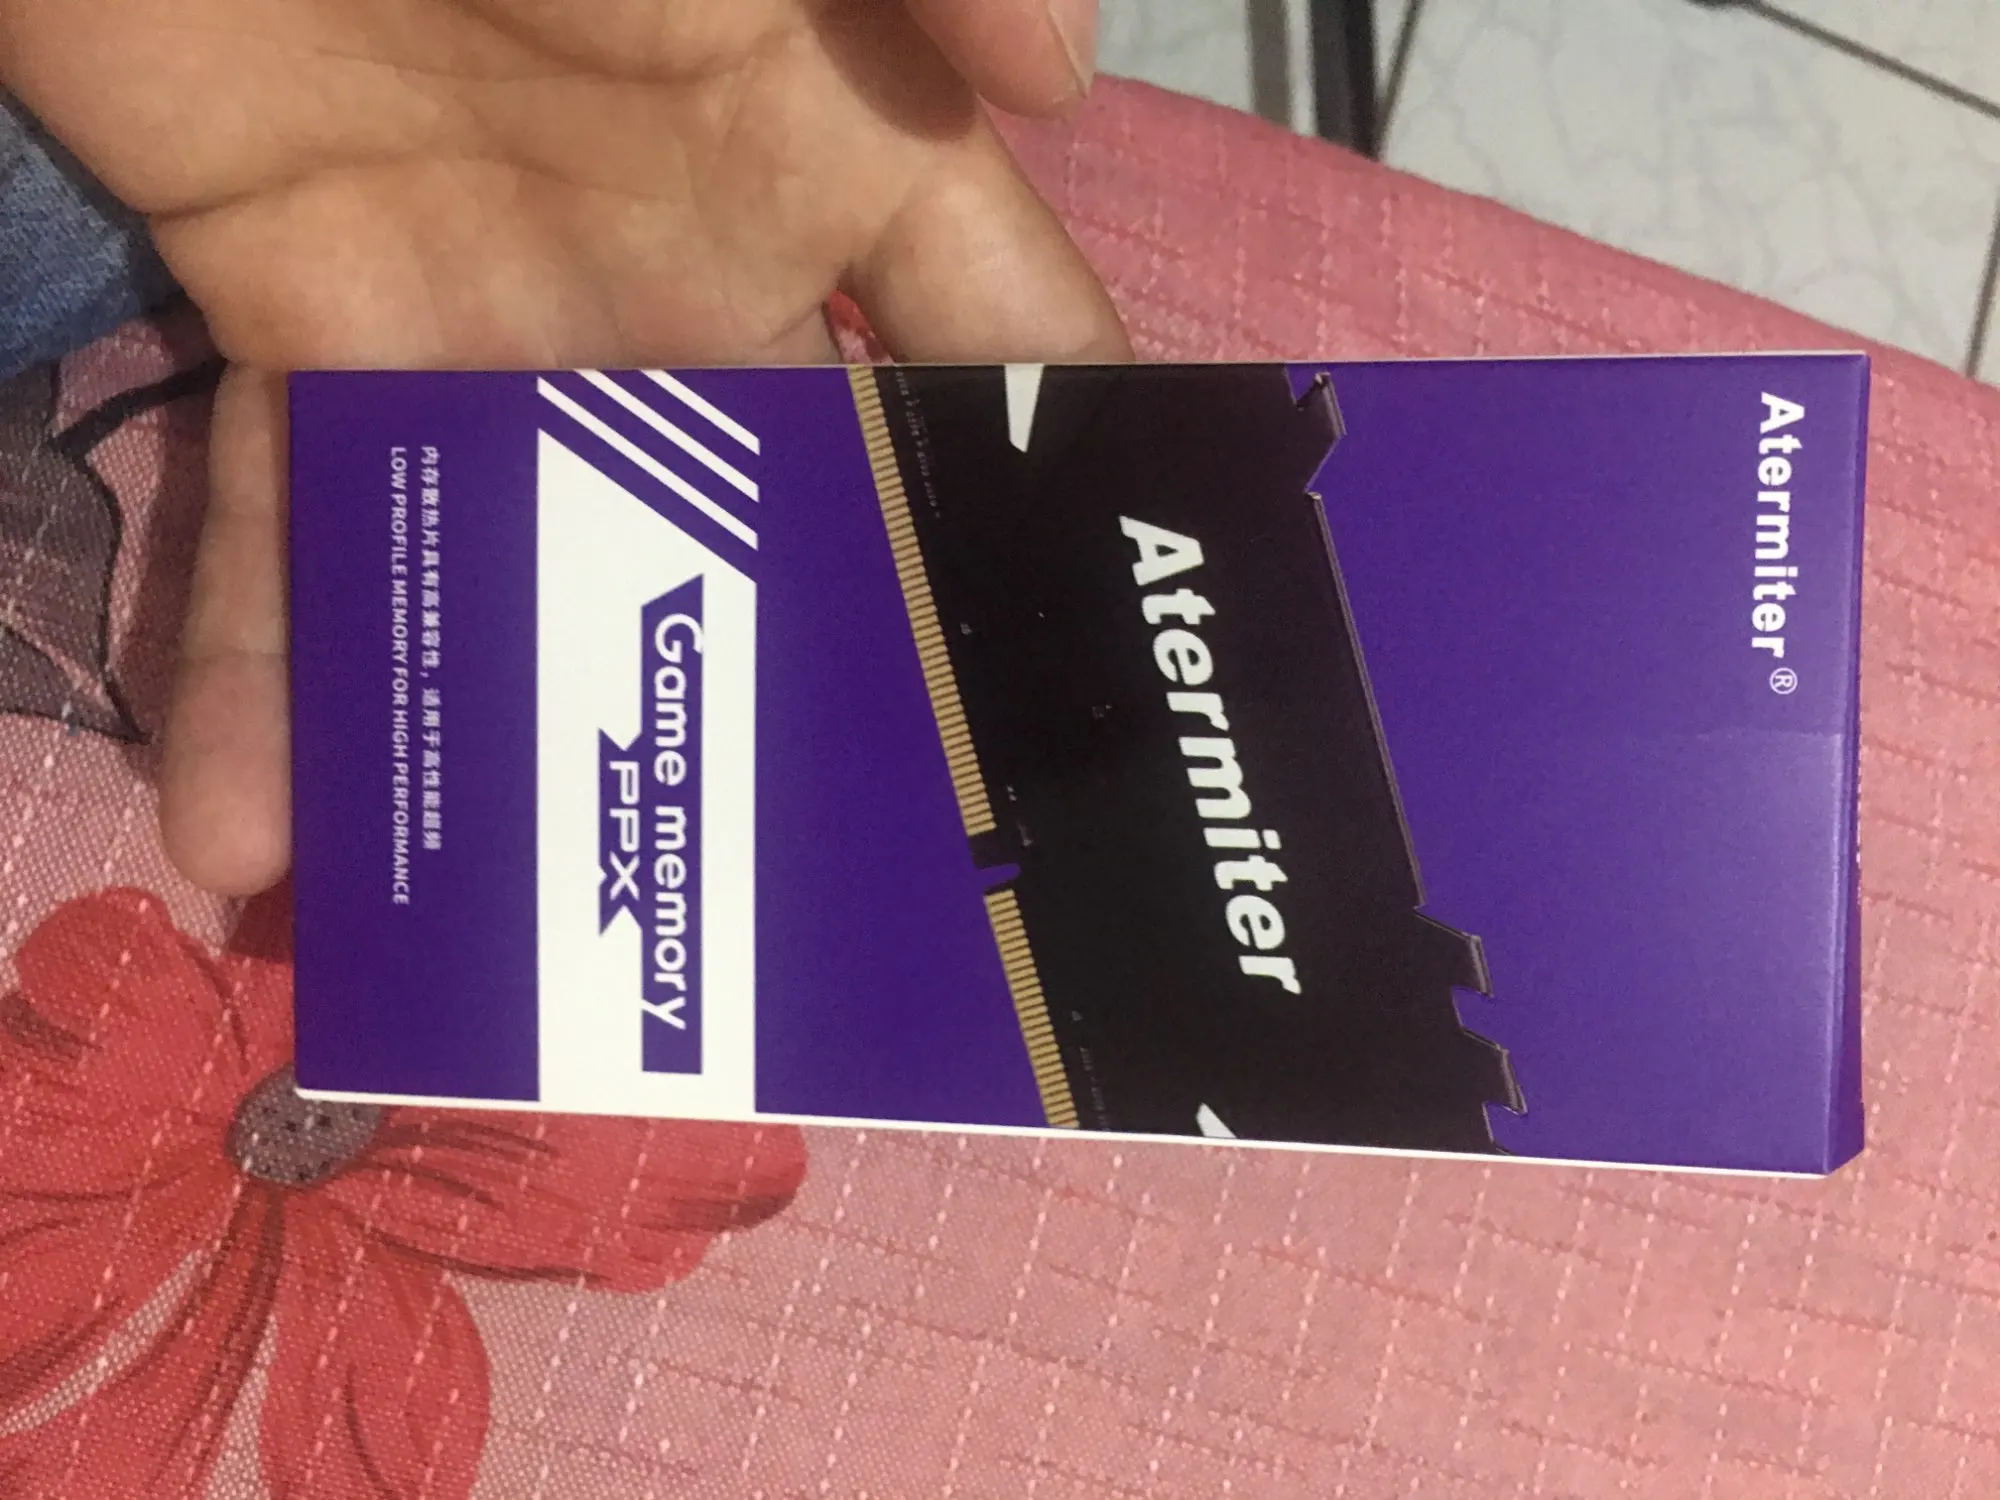 Atermiter®
Atermiter
Game memory
PPX
内存散热片具有高兼容性，适用于高性能超频
LOW PROFILE MEMORY FOR HIGH PERFORMANCE